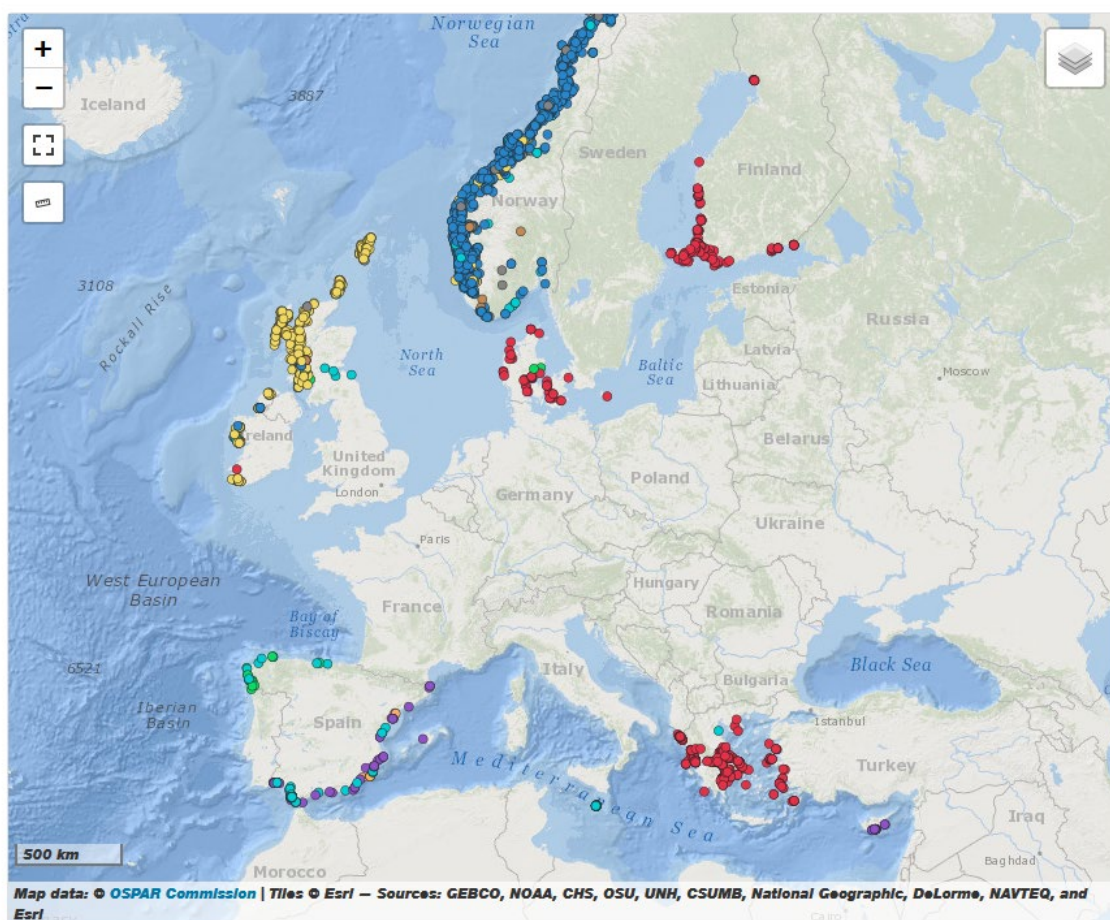 Norwegian
Sea
+
−
Iceland
3887
Sweden
Finland
Norway
3108
Rockall Rise
Estonia
Russia
North
Sea
Baltic
Sea
Latvia
Moscow
Lithuania
Ireland
Belarus
United
Kingdom
London
Poland
Germany
Ukraine
Paris
West European
Basin
Hungary
France
Romania
Bay of
Biscay
6521
Italy
Black Sea
Bulgaria
Iberian
Basin
Spain
Istanbul
Mediterranean Sea
Turkey
Iraq
500 km
Morocco
Baghdad
Cairo
Map data: © OSPAR Commission | Tiles © Esri — Sources: GEBCO, NOAA, CHS, OSU, UNH, CSUMB, National Geographic, DeLorme, NAVTEQ, and
Esri